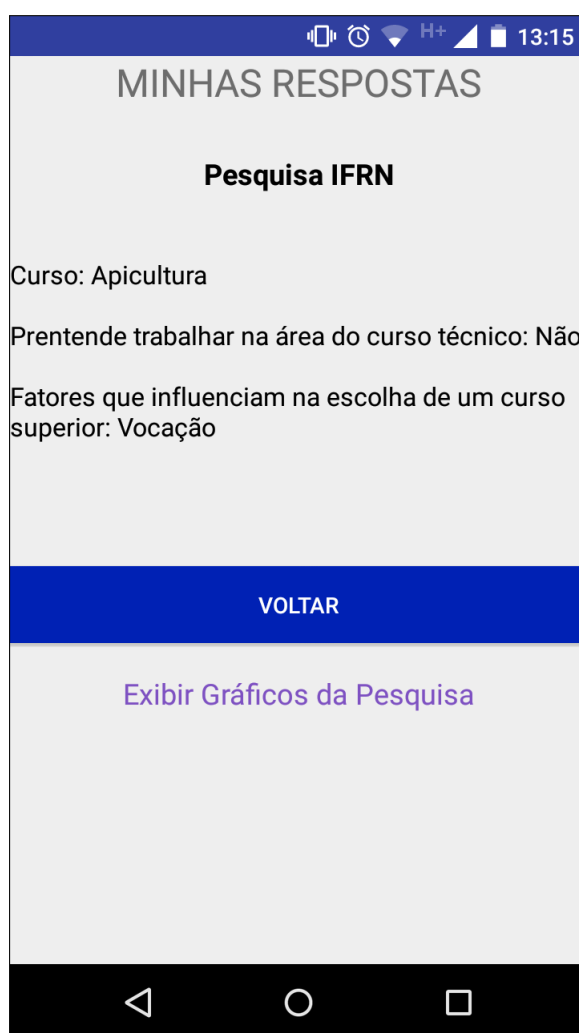 H+ 13:15
MINHAS RESPOSTAS
Pesquisa IFRN
Curso: Apicultura
Prentende trabalhar na área do curso técnico: Não
Fatores que influenciam na escolha de um curso
superior: Vocação
VOLTAR
Exibir Gráficos da Pesquisa